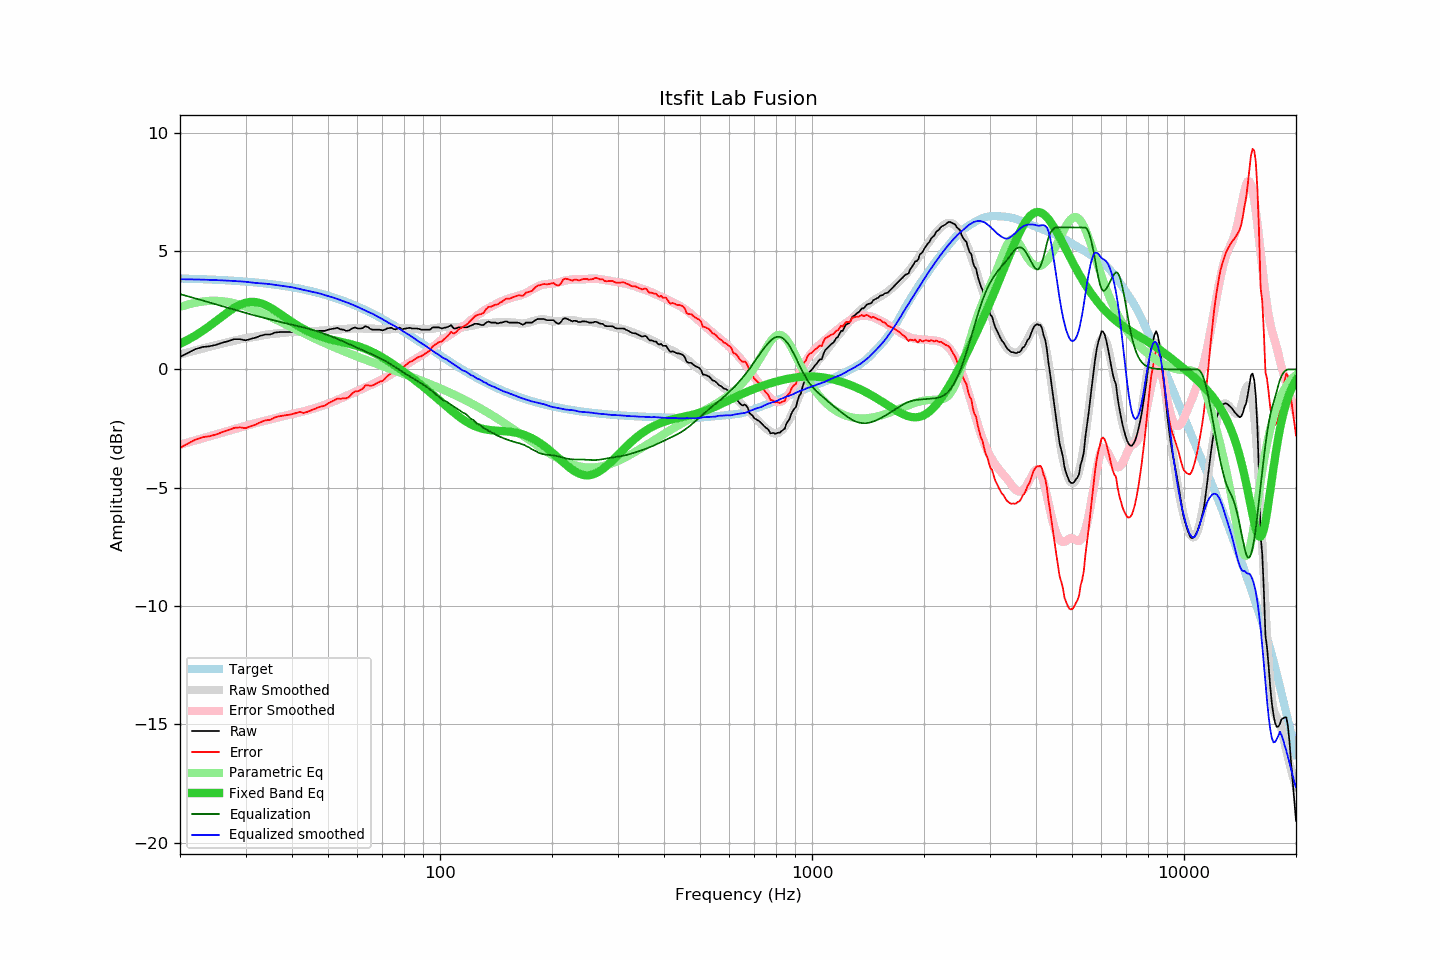 Itsfit Lab Fusion
Amplitude (dBr)
10
5
0
−5
−10
−15
−20
Target
Raw Smoothed
Error Smoothed
Raw
Error
Parametric Eq
Fixed Band Eq
Equalization
Equalized smoothed
100
1000
10000
Frequency (Hz)